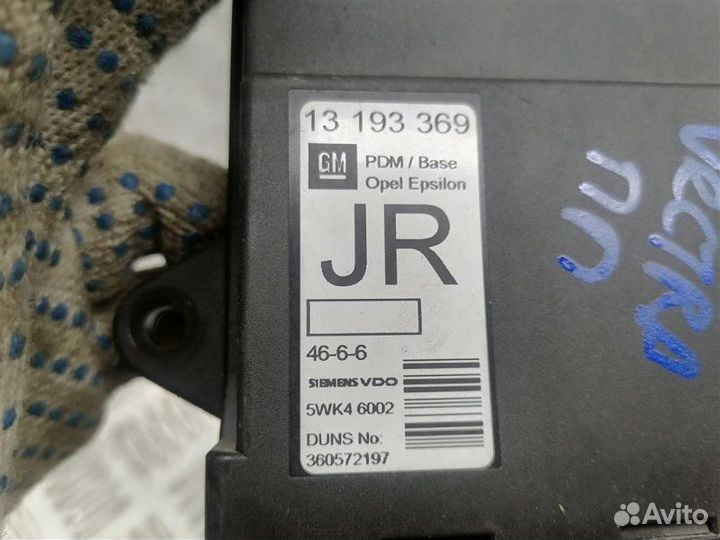 13 193 369
GM PDM / Base
Opel Epsilon
JR
46-6-6
SIEMENS VDO
5WK4 6002
DUNS No:
360572197
VECTRA
ПП
Avito